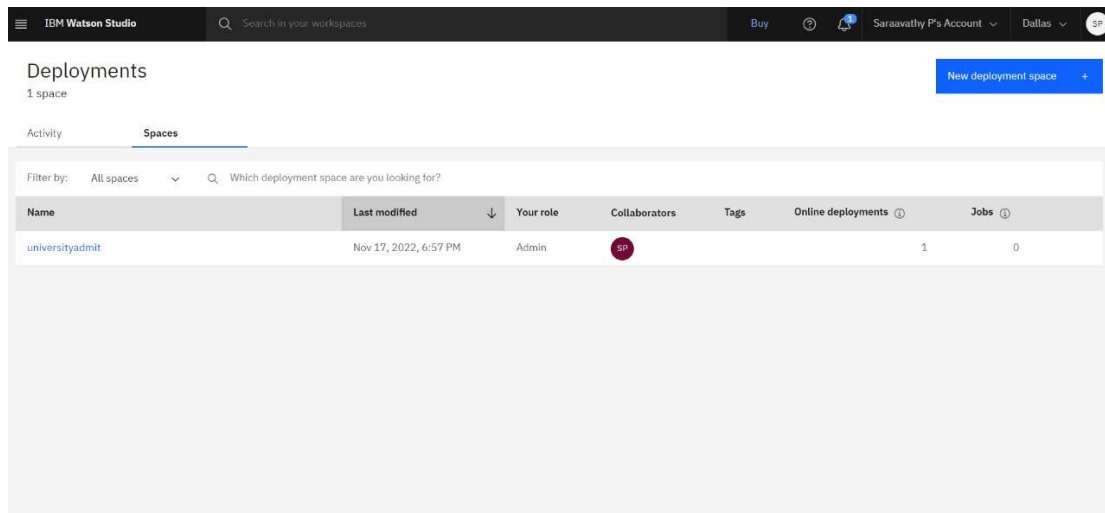 IBM Watson Studio Search in your workspaces Buy 1 Saraavathy P's Account Dallas SP
Deployments
New deployment space +
1 space
Activity Spaces
Filter by: All spaces Which deployment space are you looking for?
Name Last modified Your role Collaborators Tags Online deployments Jobs
universityadmit Nov 17, 2022, 6:57 PM Admin SP 1 0